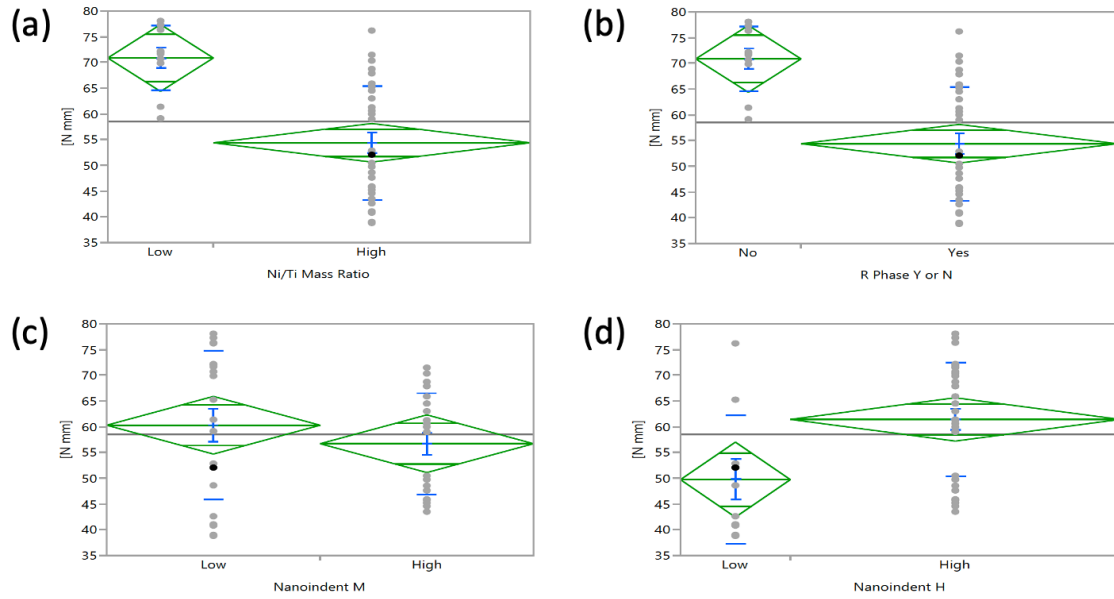 (a)
80
75
70
65
60
55
50
45
40
35
[N mm]
Low
High
Ni/Ti Mass Ratio
(b)
80
75
70
65
60
55
50
45
40
35
[N mm]
No
Yes
R Phase Y or N
(c)
80
75
70
65
60
55
50
45
40
35
[N mm]
Low
High
Nanoindent M
(d)
80
75
70
65
60
55
50
45
40
35
[N mm]
Low
High
Nanoindent H